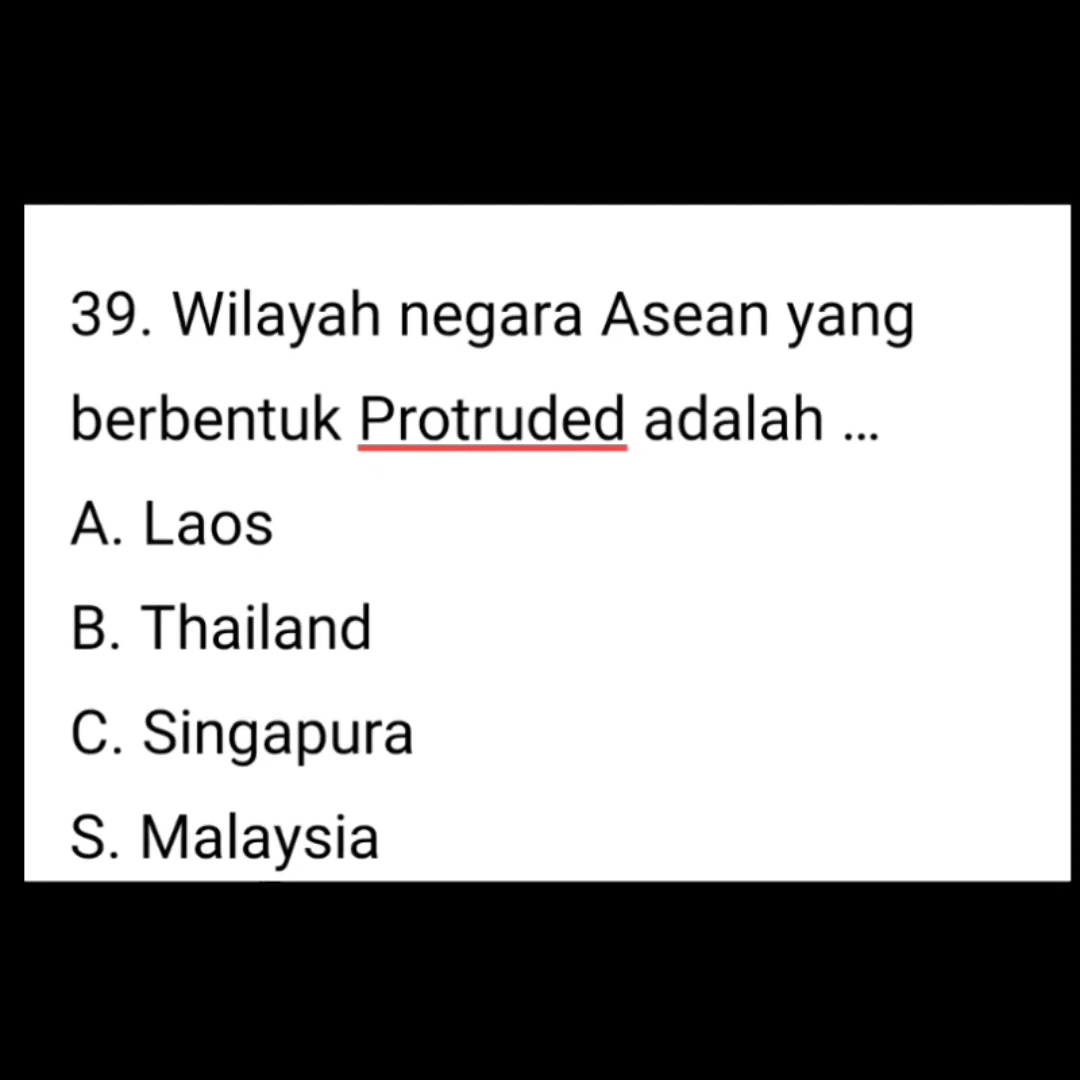 39. Wilayah negara Asean yang
berbentuk Protruded adalah ...
A. Laos
B. Thailand
C. Singapura
S. Malaysia